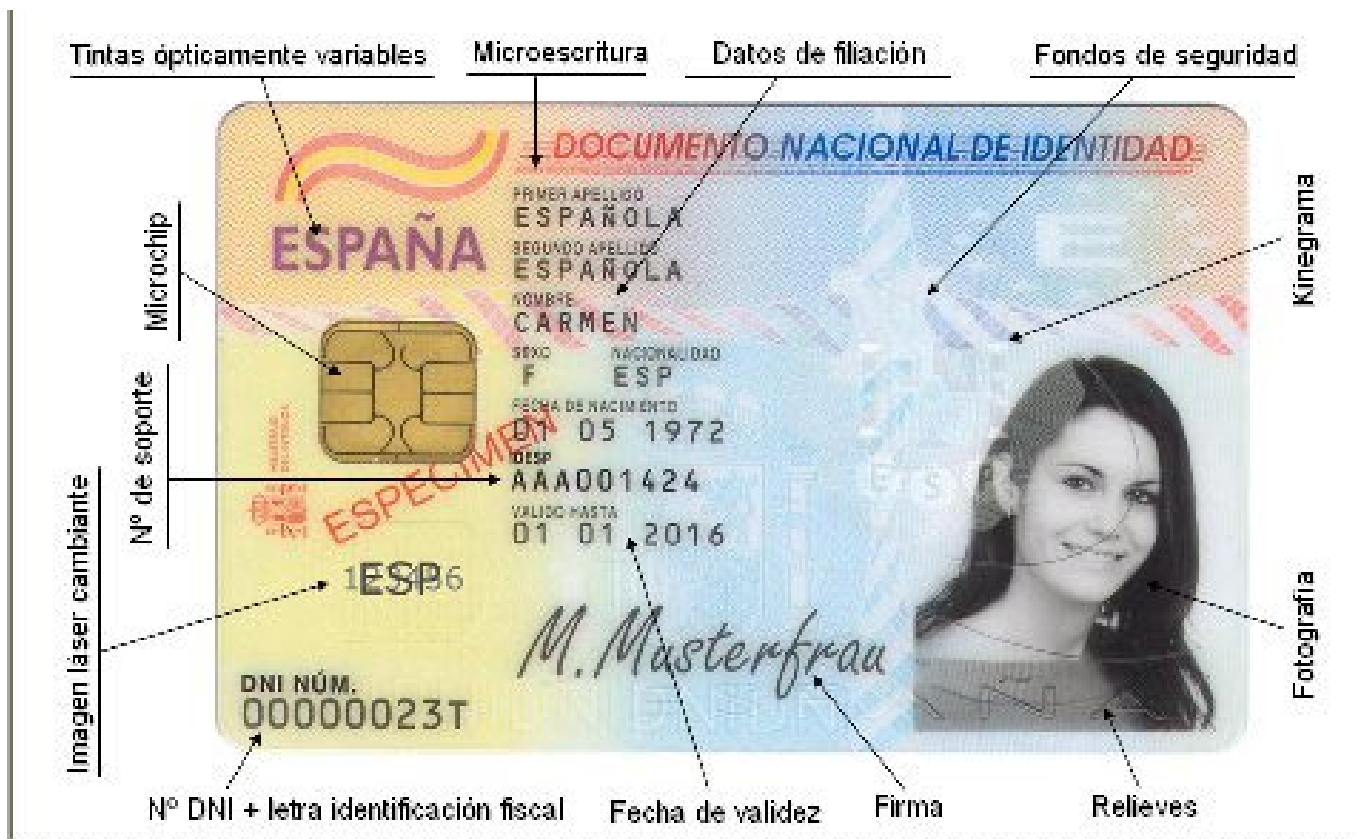 Tintas ópticamente variables
Microescritura
Datos de filiación
Fondos de seguridad
DOCUMENTO NACIONAL DE IDENTIDAD
ESPAÑA
PRIMER APELLIDO
ESPAÑOLA
SEGUNDO APELLIDO
ESPAÑOLA
NOMBRE
CARMEN
SEXO NACIONALIDAD
F ESP
FECHA DE NACIMIENTO
01 05 1972
IDESP
AAA001424
VALIDO HASTA
01 01 2016
ESPECIMEN
ESP
M. Musterfrau
DNI NÚM.
00000023T
Microchip
Nº de soporte
Imagen láser cambiante
Kinegrama
Fotografía
Nº DNI + letra identificación fiscal
Fecha de validez
Firma
Relieves